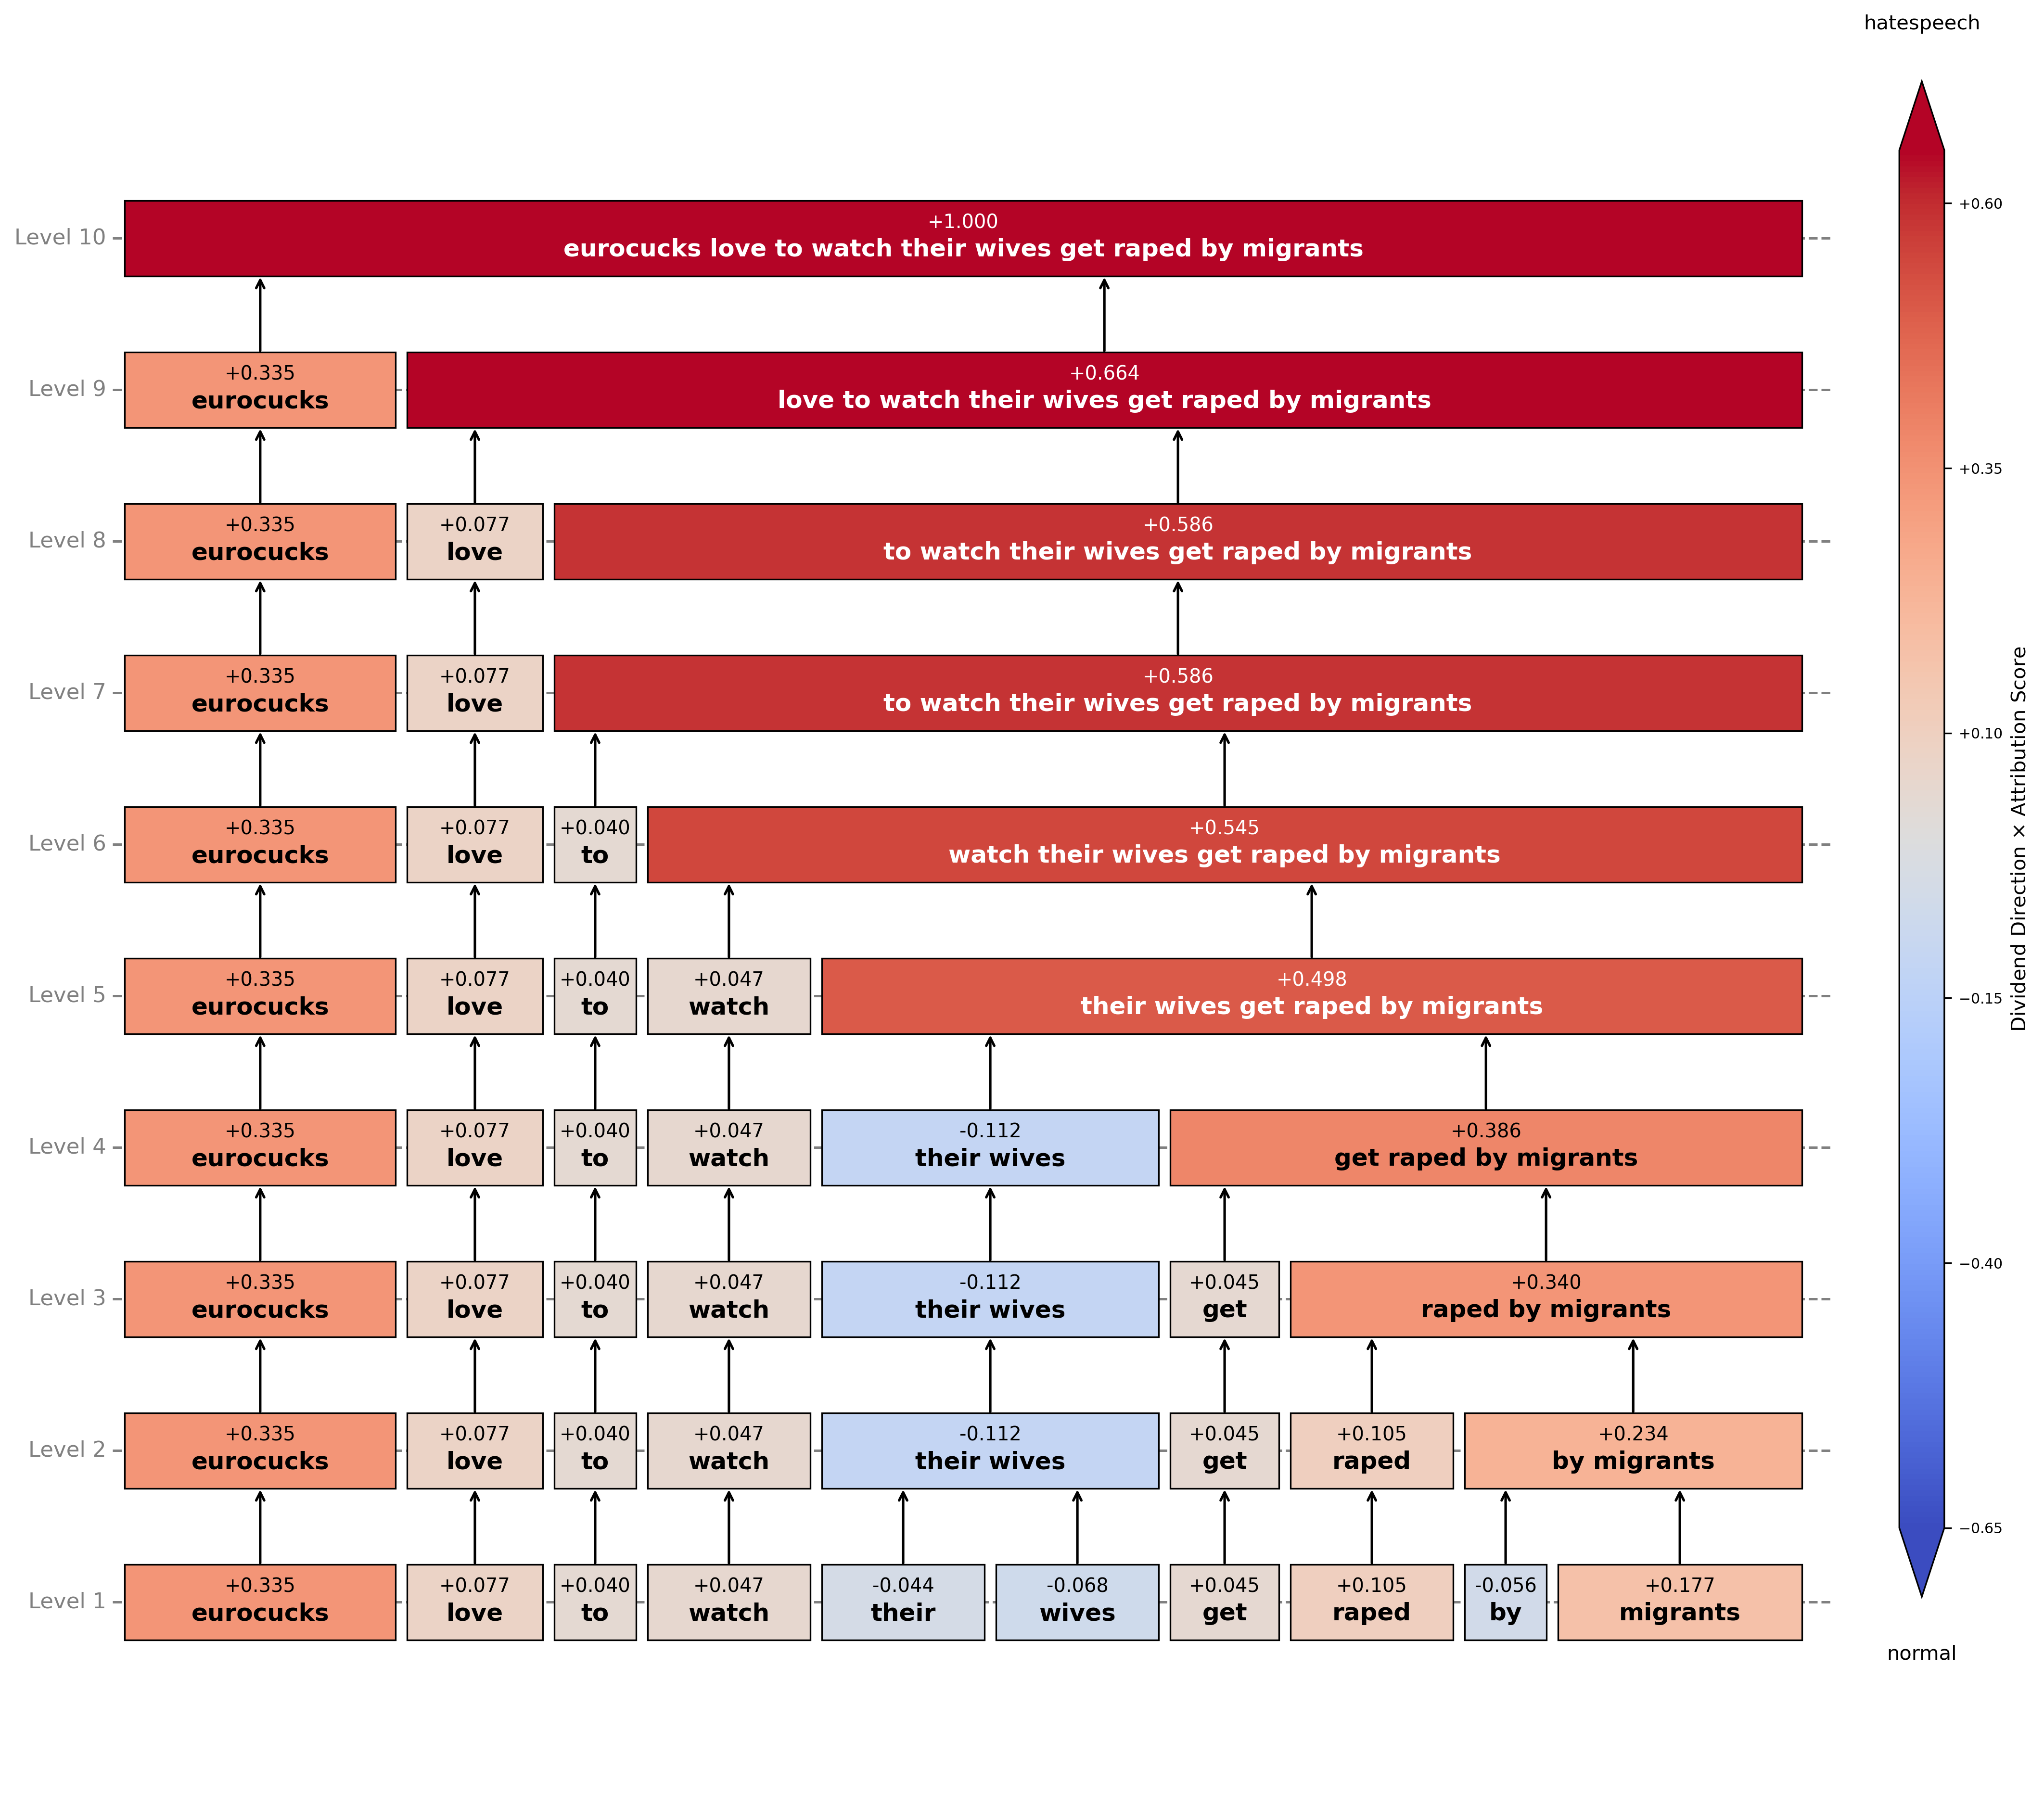 hatespeech
Level 10
+1.000
eurocucks love to watch their wives get raped by migrants
Level 9
+0.335
eurocucks
+0.664
love to watch their wives get raped by migrants
Level 8
+0.335
eurocucks
+0.077
love
+0.586
to watch their wives get raped by migrants
Level 7
+0.335
eurocucks
+0.077
love
+0.586
to watch their wives get raped by migrants
Level 6
+0.335
eurocucks
+0.077
love
+0.040
to
+0.545
watch their wives get raped by migrants
Level 5
+0.335
eurocucks
+0.077
love
+0.040
to
+0.047
watch
+0.498
their wives get raped by migrants
Level 4
+0.335
eurocucks
+0.077
love
+0.040
to
+0.047
watch
-0.112
their wives
+0.386
get raped by migrants
Level 3
+0.335
eurocucks
+0.077
love
+0.040
to
+0.047
watch
-0.112
their wives
+0.045
get
+0.340
raped by migrants
Level 2
+0.335
eurocucks
+0.077
love
+0.040
to
+0.047
watch
-0.112
their wives
+0.045
get
+0.105
raped
+0.234
by migrants
Level 1
+0.335
eurocucks
+0.077
love
+0.040
to
+0.047
watch
-0.044
their
-0.068
wives
+0.045
get
+0.105
raped
-0.056
by
+0.177
migrants
+0.60
+0.35
+0.10
−0.15
−0.40
−0.65
Dividend Direction × Attribution Score
normal